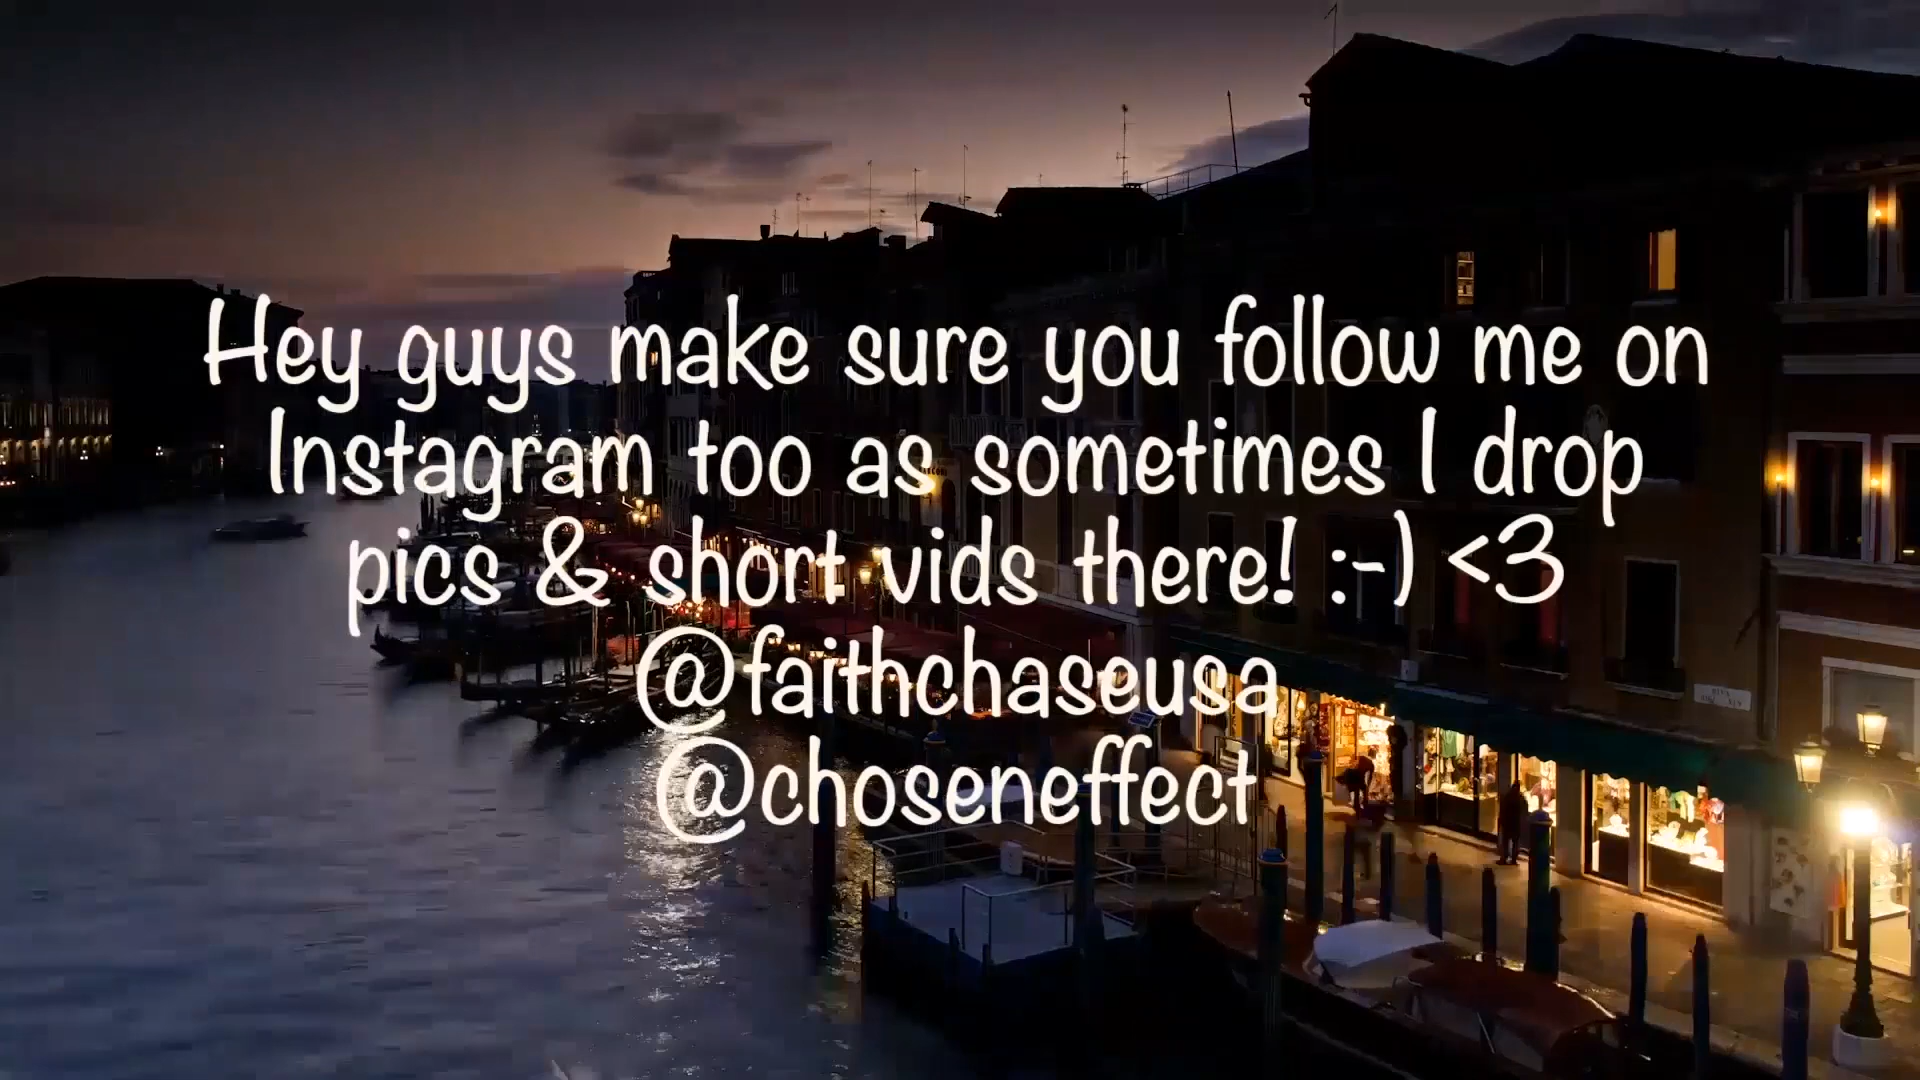 Hey guys make sure you follow me on
Instagram too as sometimes I drop
pics & short vids there! :-) <3
@faithchaseusa
@choseneffect